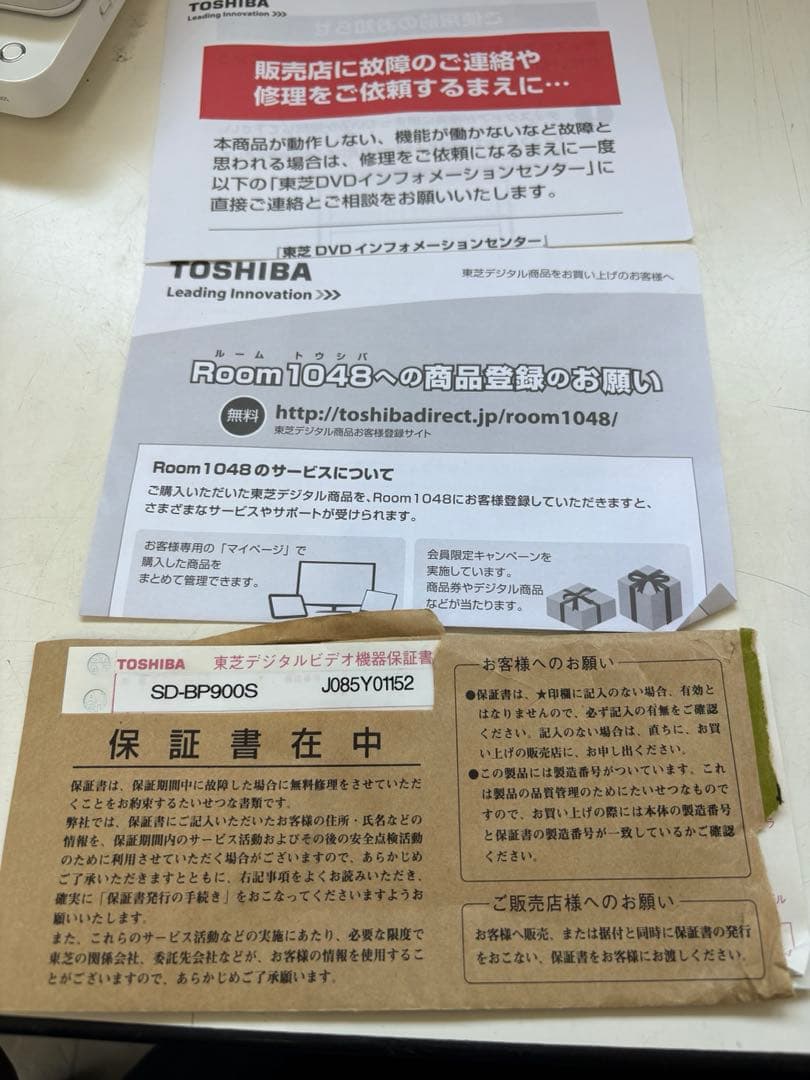 TOSHIBA
Leading Innovation >>>
販売店に故障のご連絡や
修理をご依頼するまえに…
本商品が動作しない、機能が働かないなど故障と
思われる場合は、修理をご依頼になるまえに一度
以下の「東芝DVDインフォメーションセンター」に
直接ご連絡とご相談をお願いいたします。
「東芝 DVD インフォメーションセンター」
TOSHIBA
Leading Innovation >>>
東芝デジタル商品をお買い上げのお客様へ
ルーム トウシバ
Room1048への商品登録のお願い
無料 http://toshibadirect.jp/room1048/
東芝デジタル商品お客様登録サイト
Room1048のサービスについて
ご購入いただいた東芝デジタル商品を、Room1048にお客様登録していただきますと、
さまざまなサービスやサポートが受けられます。
お客様専用の「マイページ」で
購入した商品を
まとめて管理できます。
会員限定キャンペーンを
実施しています。
商品券やデジタル商品
などが当たります。
TOSHIBA 東芝デジタルビデオ機器保証書
SD-BP900S J085Y01152
保証書在中
保証書は、保証期間中に故障した場合に無料修理をさせていただ
くことをお約束するたいせつな書類です。
弊社では、保証書にご記入いただいたお客様の住所・氏名などの
情報を、保証期間内のサービス活動およびその後の安全点検活動
のために利用させていただく場合がございますので、あらかじめ
ご了承いただきますとともに、右記事項をよくお読みいただき、
確実に「保証書発行の手続き」をおこなってくださいますようお
願いいたします。
また、これらのサービス活動などの実施にあたり、必要な限度で
東芝の関係会社、委託先会社などが、お客様の情報を使用するこ
とがございますので、あらかじめご了承願います。
お客様へのお願い
●保証書は、★印欄に記入のない場合、有効と
はなりませんので、必ず記入の有無をご確認
ください。記入のない場合は、直ちに、お買
い上げの販売店に、お申し出ください。
●この製品には製造番号がついています。これ
は製品の品質管理のためにたいせつなもので
すので、お買い上げの際には本体の製造番号
と保証書の製造番号が一致しているかご確認
ください。
ご販売店様へのお願い
お客様へ販売、または据付と同時に保証書の発行
をおこない、保証書をお客様にお渡しください。